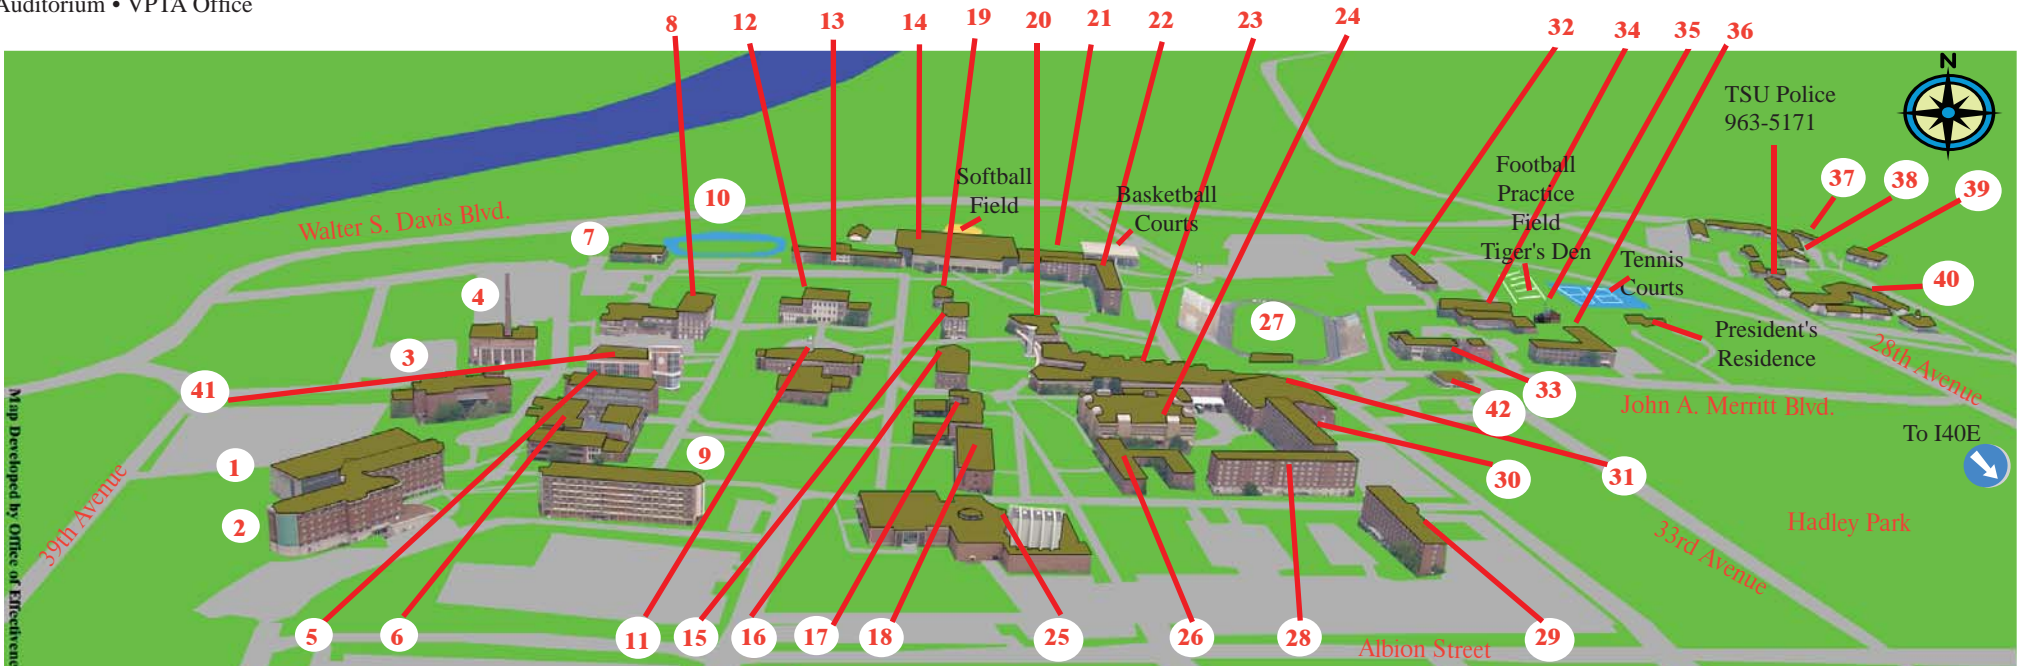 Auditorium • VPTA Office
8
12
13
14
19
20
21
22
23
24
32
34
35
36
N
TSU Police
963-5171
Softball
Field
Basketball
Courts
Football
Practice
Field
Tiger's Den
Tennis
Courts
37
38
39
40
10
7
Walter S. Davis Blvd.
4
3
41
27
President's
Residence
28th Avenue
33
42
John A. Merritt Blvd.
To I40E
1
2
9
30
31
39th Avenue
33rd Avenue
Hadley Park
5
6
11
15
16
17
18
25
26
28
29
Albion Street
Map Developed by Office of Effectivene